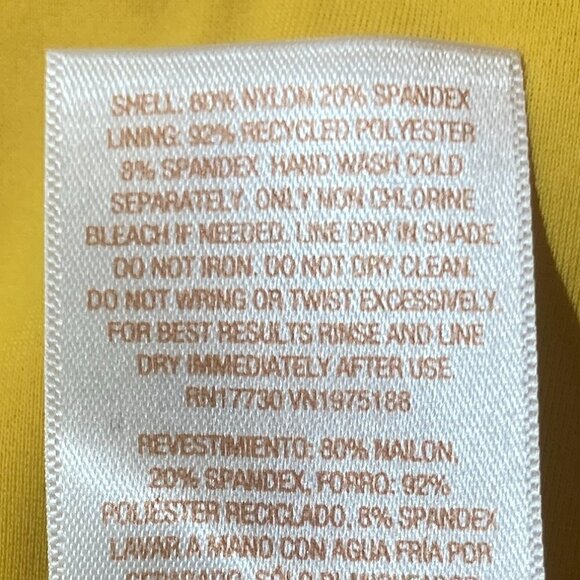 SHELL: 80% NYLON 20% SPANDEX
LINING: 92% RECYCLED POLYESTER
8% SPANDEX. HAND WASH COLD
SEPARATELY. ONLY NON CHLORINE
BLEACH IF NEEDED. LINE DRY IN SHADE.
DO NOT IRON. DO NOT DRY CLEAN.
DO NOT WRING OR TWIST EXCESSIVELY.
FOR BEST RESULTS RINSE AND LINE
DRY IMMEDIATELY AFTER USE.
RN17730 VN1975188
REVESTIMIENTO: 80% NAILON,
20% SPANDEX. FORRO: 92%
POLIÉSTER RECICLADO, 8% SPANDEX
LAVAR A MANO CON AGUA FRÍA POR